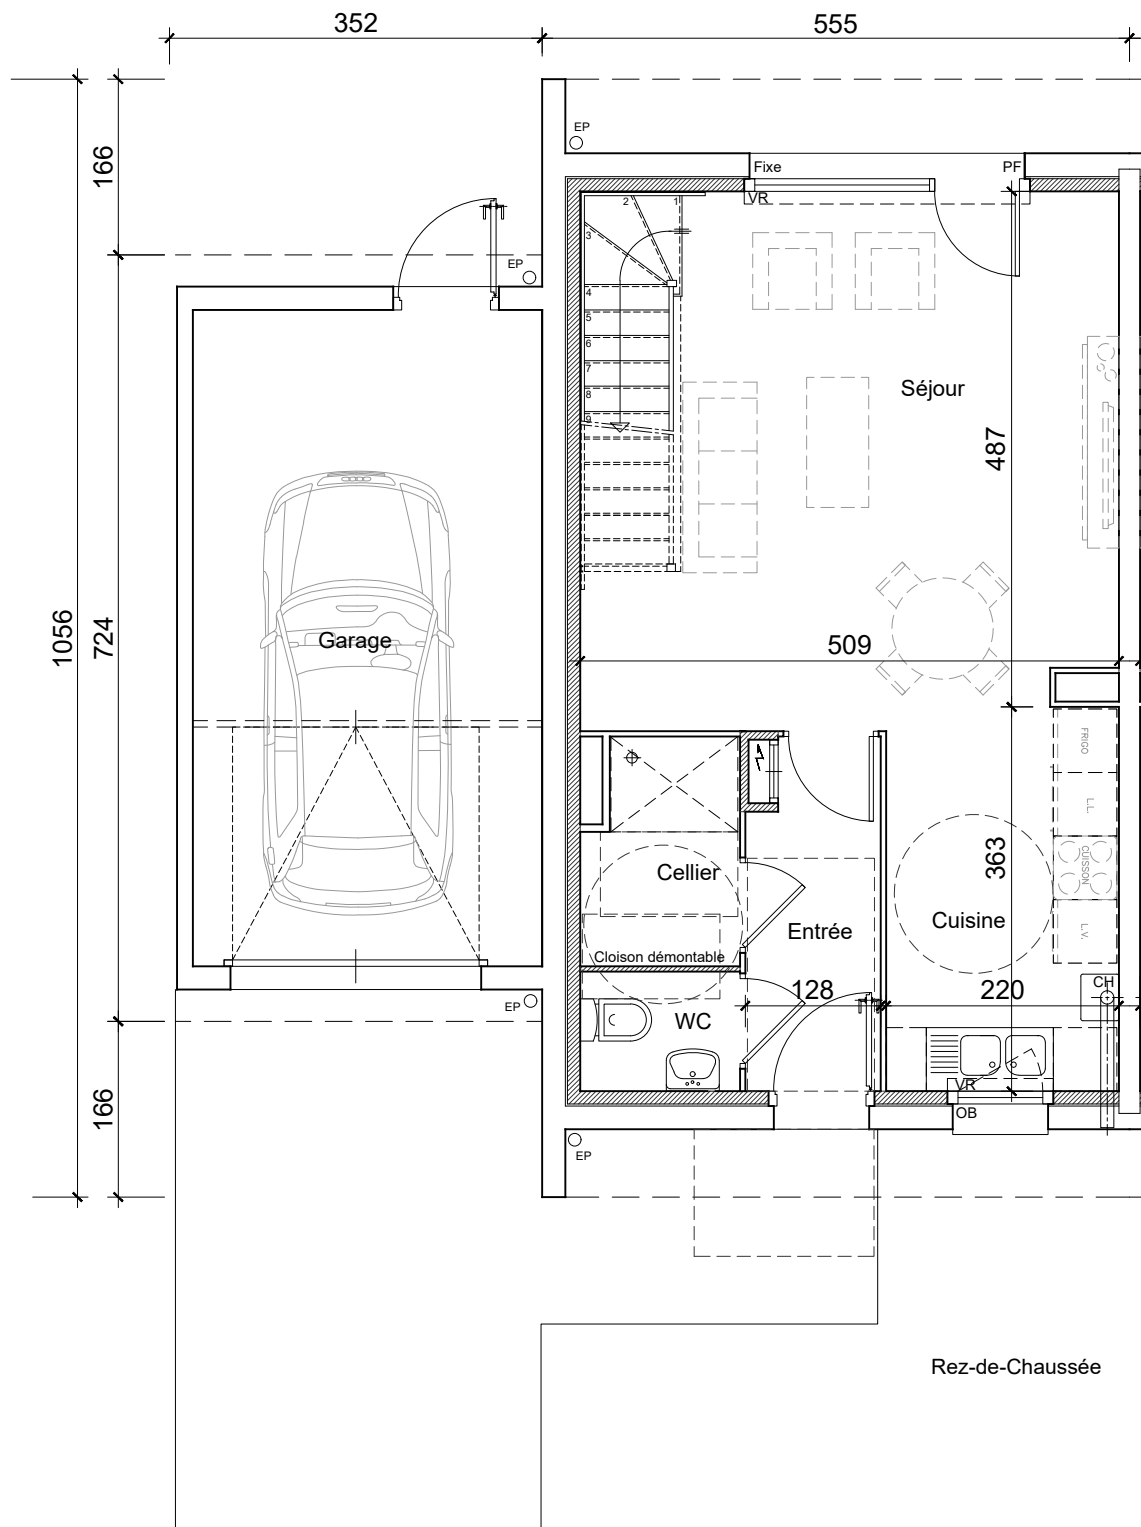 352
555
EP
Fixe
PF
VR
166
2
1
3
EP
4
5
6
7
8
9
Séjour
487
1056
724
Garage
509
FRIGO
L.L.
CUISSON
L.V.
363
Cellier
Entrée
Cuisine
Cloison démontable
128
220
CH
EP
WC
VR
OB
166
EP
Rez-de-Chaussée